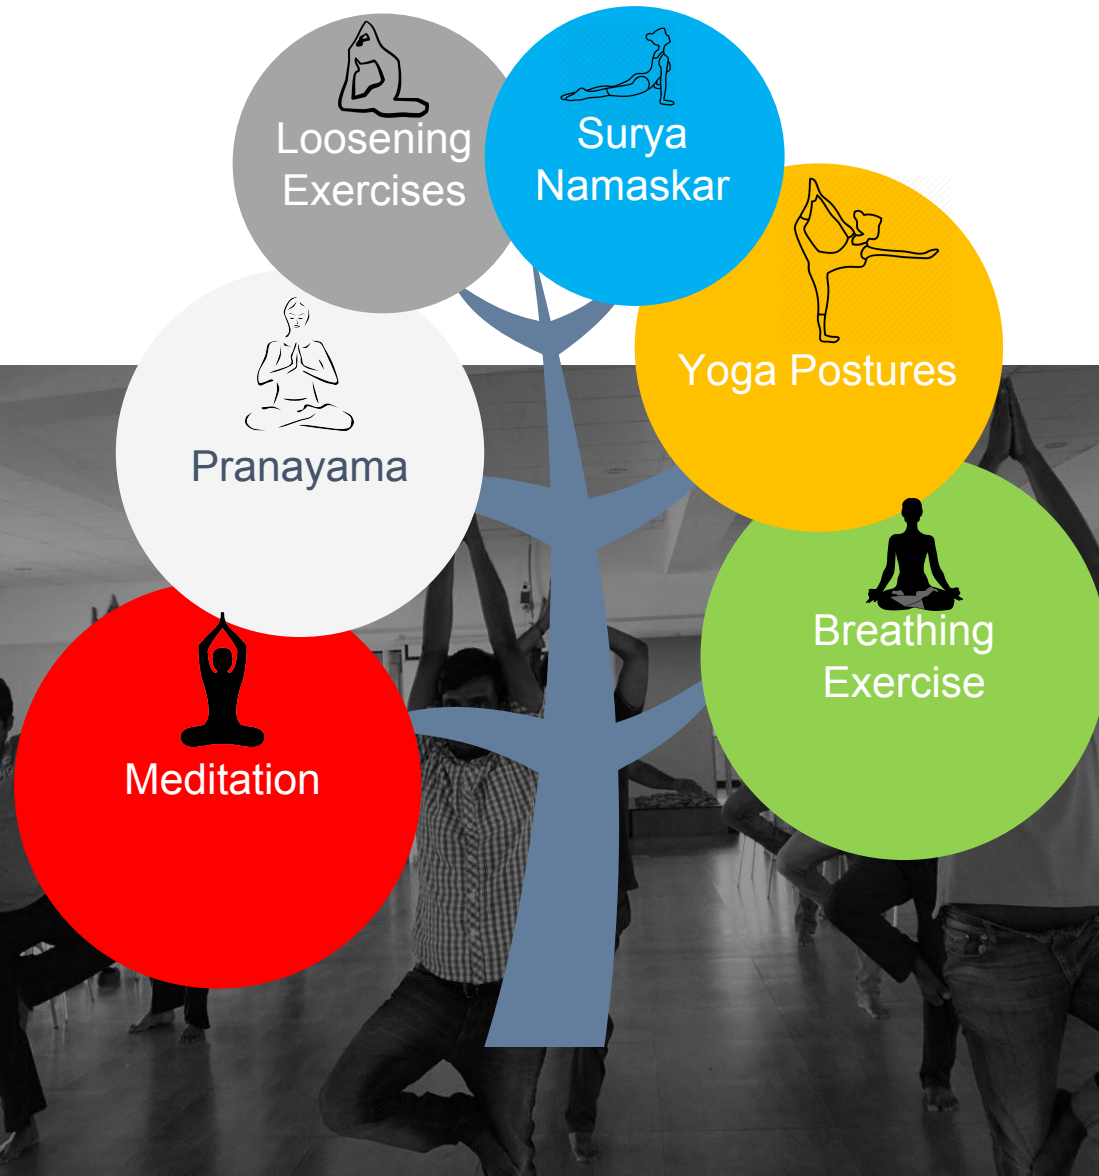 Loosening
Exercises
Surya
Namaskar
Yoga Postures
Pranayama
Breathing
Exercise
Meditation